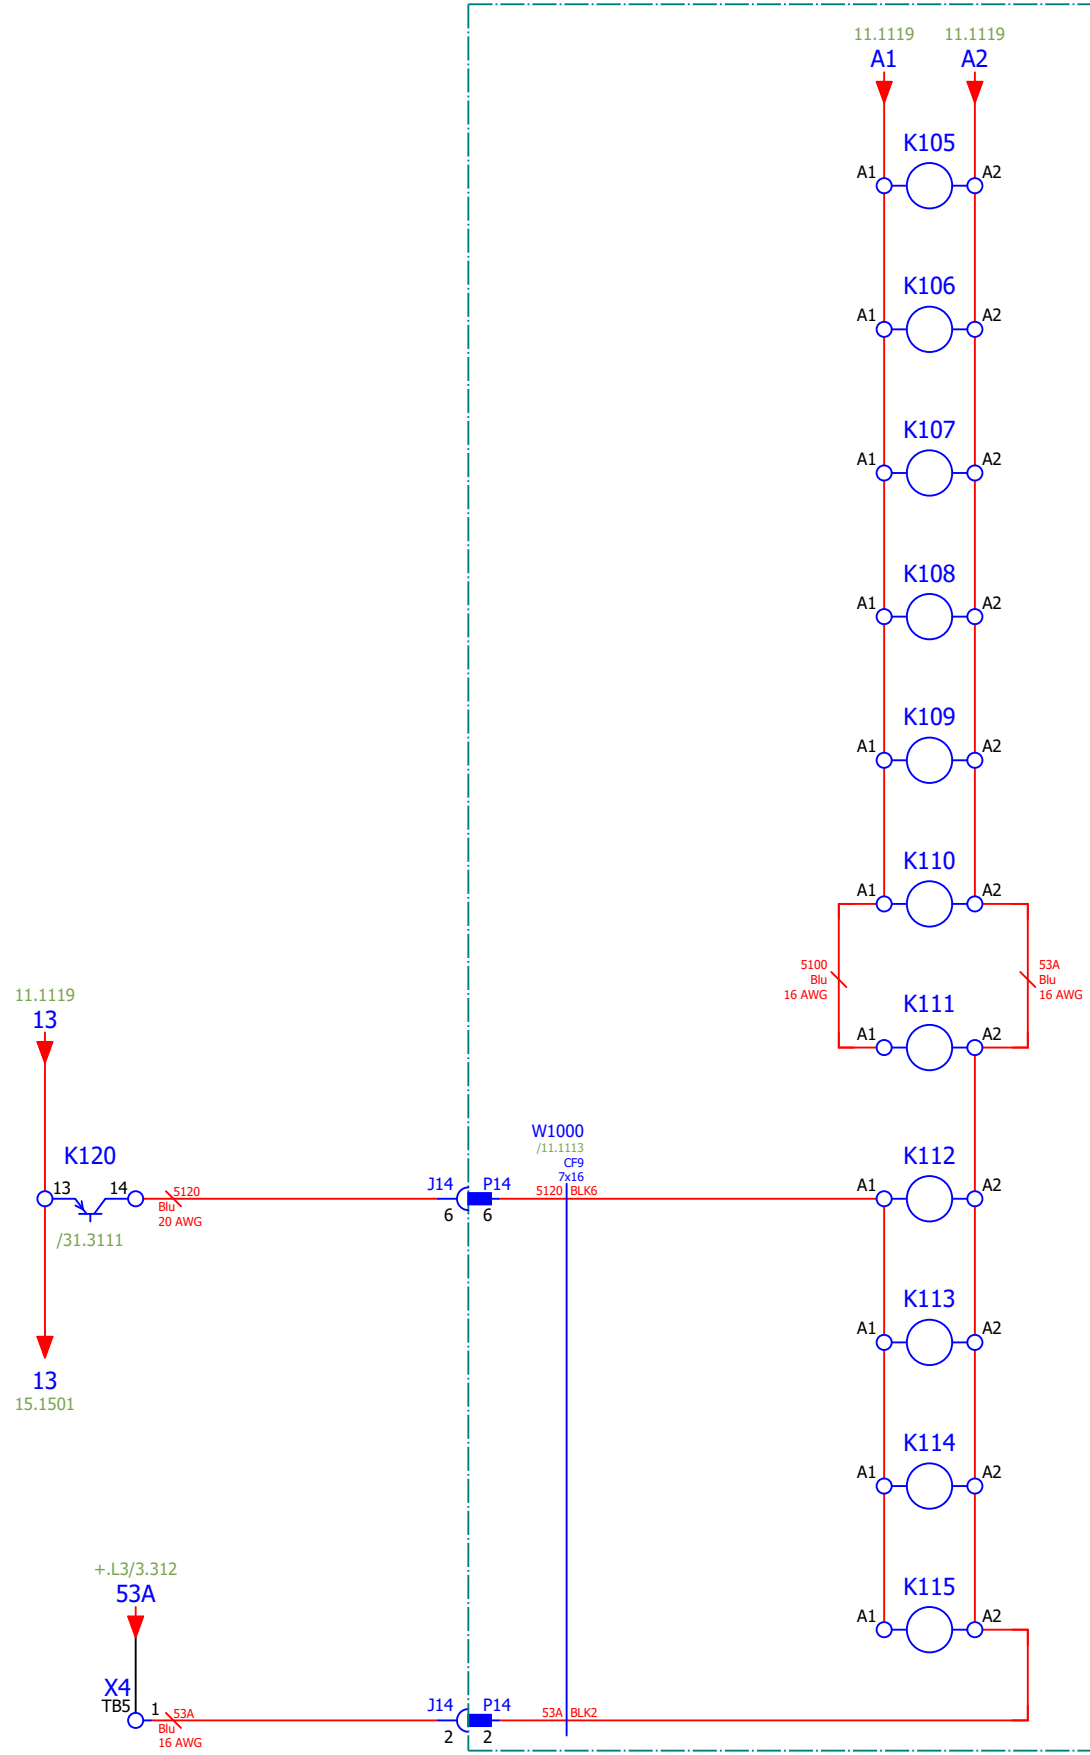 11.1119 11.1119
A1 A2
K105
A1 A2
K106
A1 A2
K107
A1 A2
K108
A1 A2
K109
A1 A2
K110
A1 A2
5100
Blu
16 AWG
53A
Blu
16 AWG
K111
A1 A2
11.1119
13
K120
13 14
/31.3111
5120
Blu
20 AWG
13
15.1501
J14 P14
6 6
W1000
/11.1113
CF9
7x16
5120 BLK6
K112
A1 A2
K113
A1 A2
K114
A1 A2
K115
A1 A2
+.L3/3.312
53A
X4
TB5 1
53A
Blu
16 AWG
J14 P14
2 2
53A BLK2